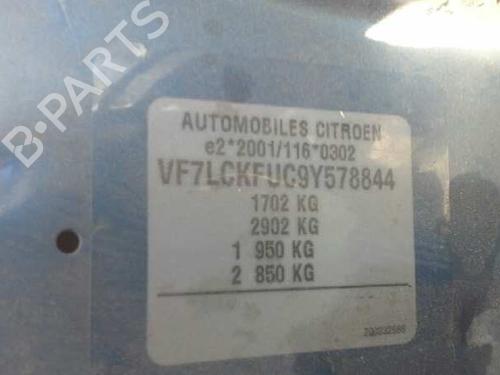 B-PARTS
AUTOMOBILES CITROEN
e2*2001/116*0302
VF7LCKFUC9Y578844
1702 KG
2902 KG
1 950 KG
2 850 KG